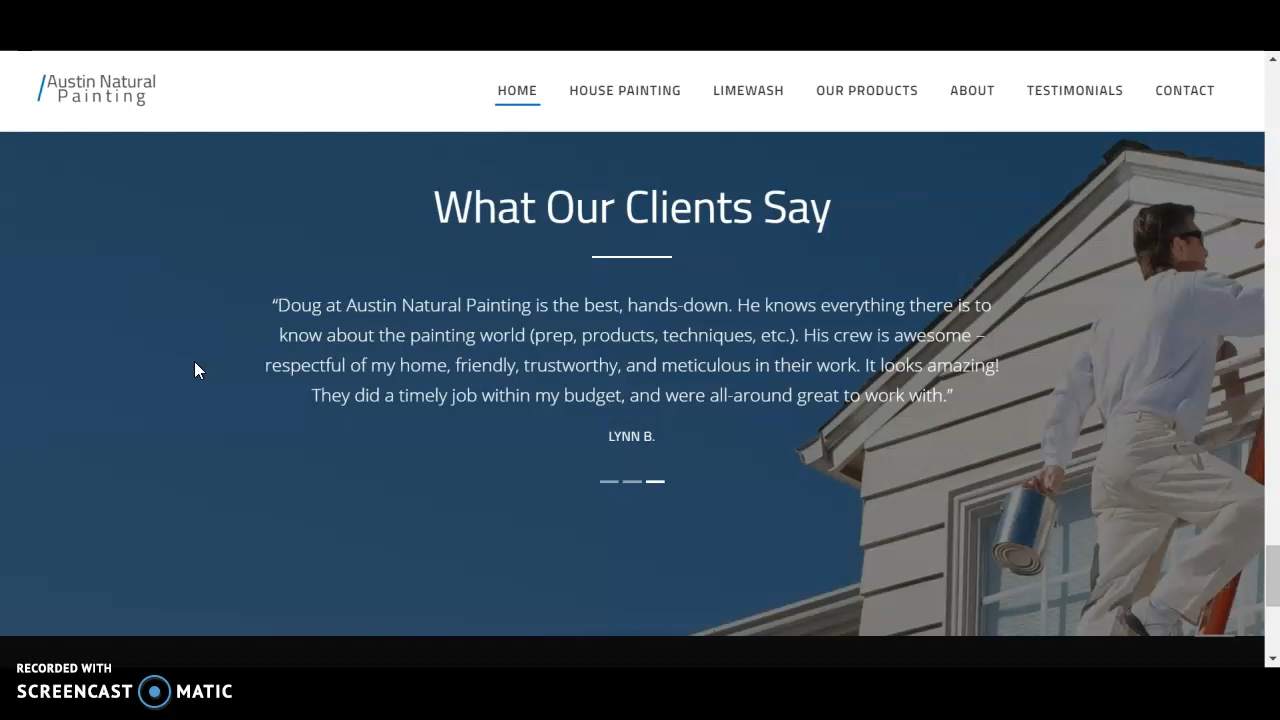 Austin Natural
Painting
HOME HOUSE PAINTING LIMEWASH OUR PRODUCTS ABOUT TESTIMONIALS CONTACT
What Our Clients Say
“Doug at Austin Natural Painting is the best, hands-down. He knows everything there is to
know about the painting world (prep, products, techniques, etc.). His crew is awesome –
respectful of my home, friendly, trustworthy, and meticulous in their work. It looks amazing!
They did a timely job within my budget, and were all-around great to work with.”
LYNN B.
RECORDED WITH
SCREENCAST MATIC